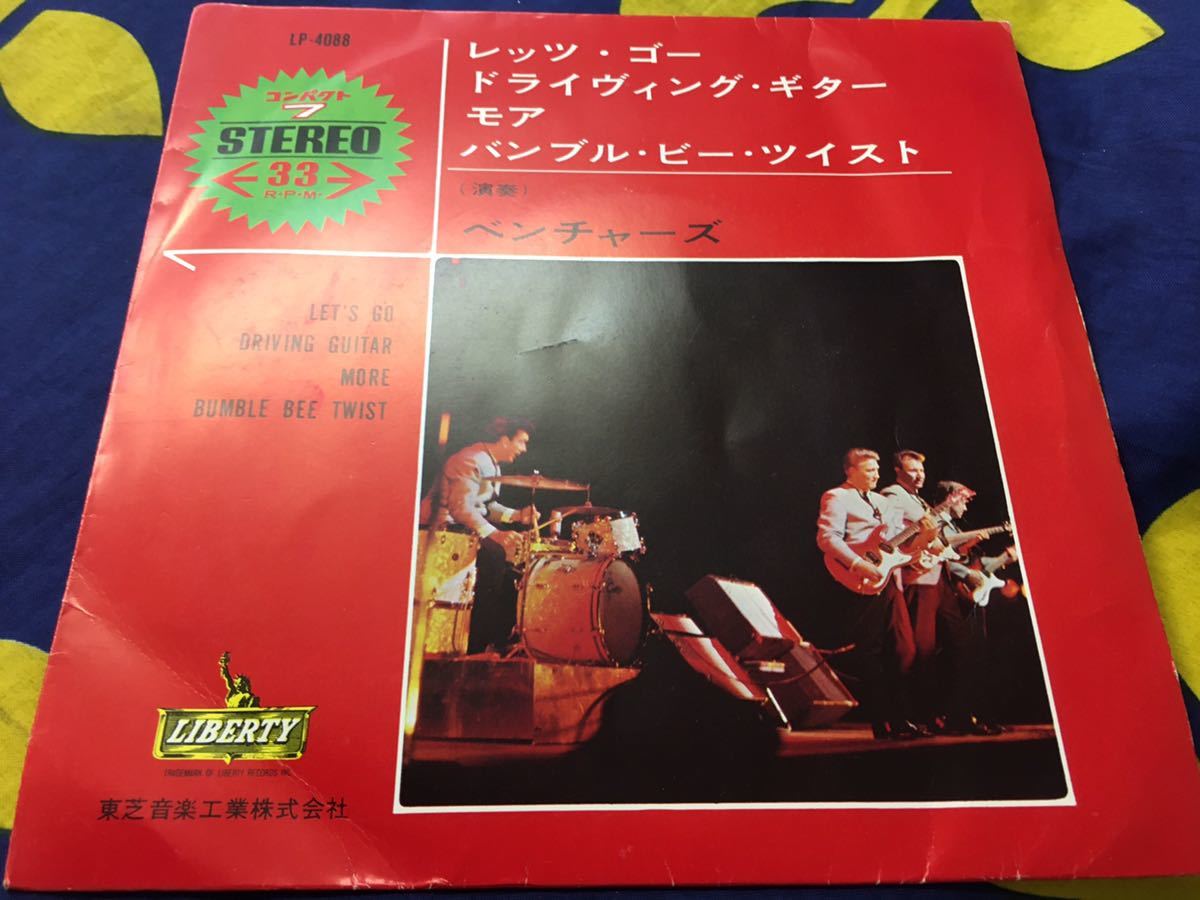 LP-4088
コンパクト
7
STEREO
33
R・P・M・
レッツ・ゴー
ドライヴィング・ギター
モア
バンブル・ビー・ツイスト
（演奏）
ベンチャーズ
LET'S GO
DRIVING GUITAR
MORE
BUMBLE BEE TWIST
LIBERTY
TRADEMARK OF LIBERTY RECORDS INC.
東芝音楽工業株式会社